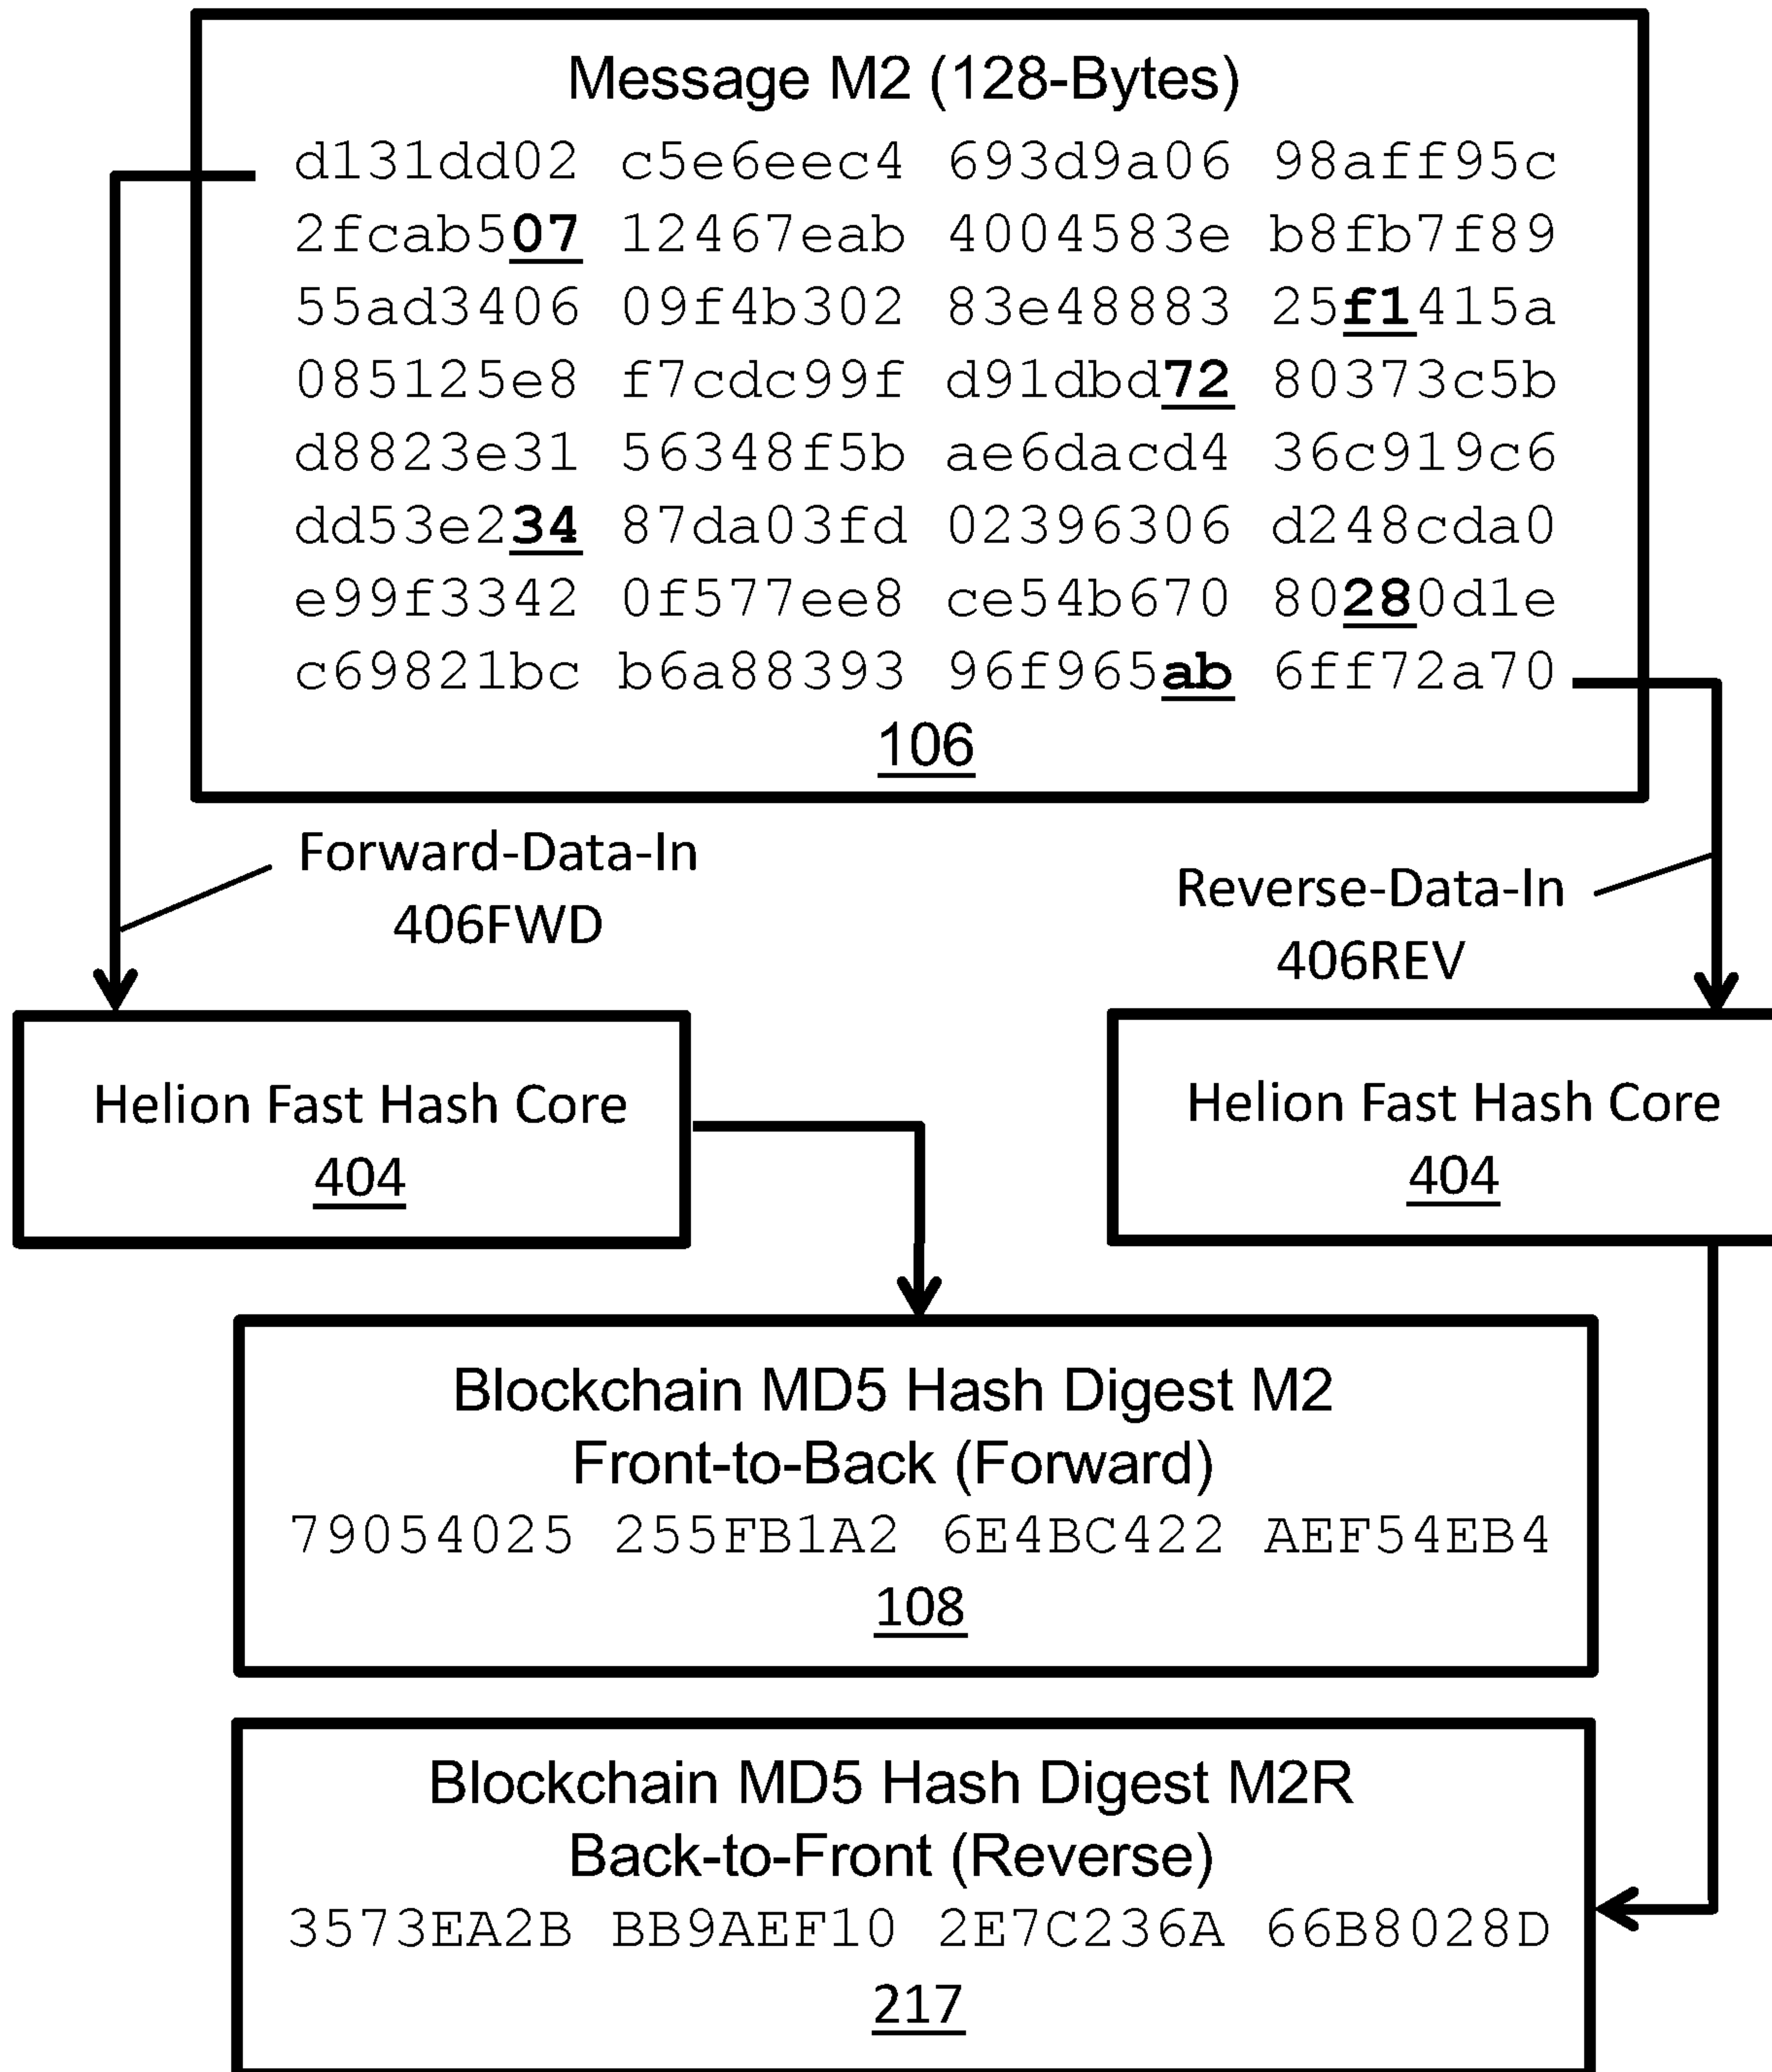 Message M2 (128-Bytes)
d131dd02 c5e6eec4 693d9a06 98aff95c
2fcab507 12467eab 4004583e b8fb7f89
55ad3406 09f4b302 83e48883 25f1415a
085125e8 f7cdc99f d91dbd72 80373c5b
d8823e31 56348f5b ae6dacd4 36c919c6
dd53e234 87da03fd 02396306 d248cda0
e99f3342 0f577ee8 ce54b670 80280d1e
c69821bc b6a88393 96f965ab 6ff72a70
106
Forward-Data-In
406FWD
Reverse-Data-In
406REV
Helion Fast Hash Core
404
Helion Fast Hash Core
404
Blockchain MD5 Hash Digest M2
Front-to-Back (Forward)
79054025 255FB1A2 6E4BC422 AEF54EB4
108
Blockchain MD5 Hash Digest M2R
Back-to-Front (Reverse)
3573EA2B BB9AEF10 2E7C236A 66B8028D
217